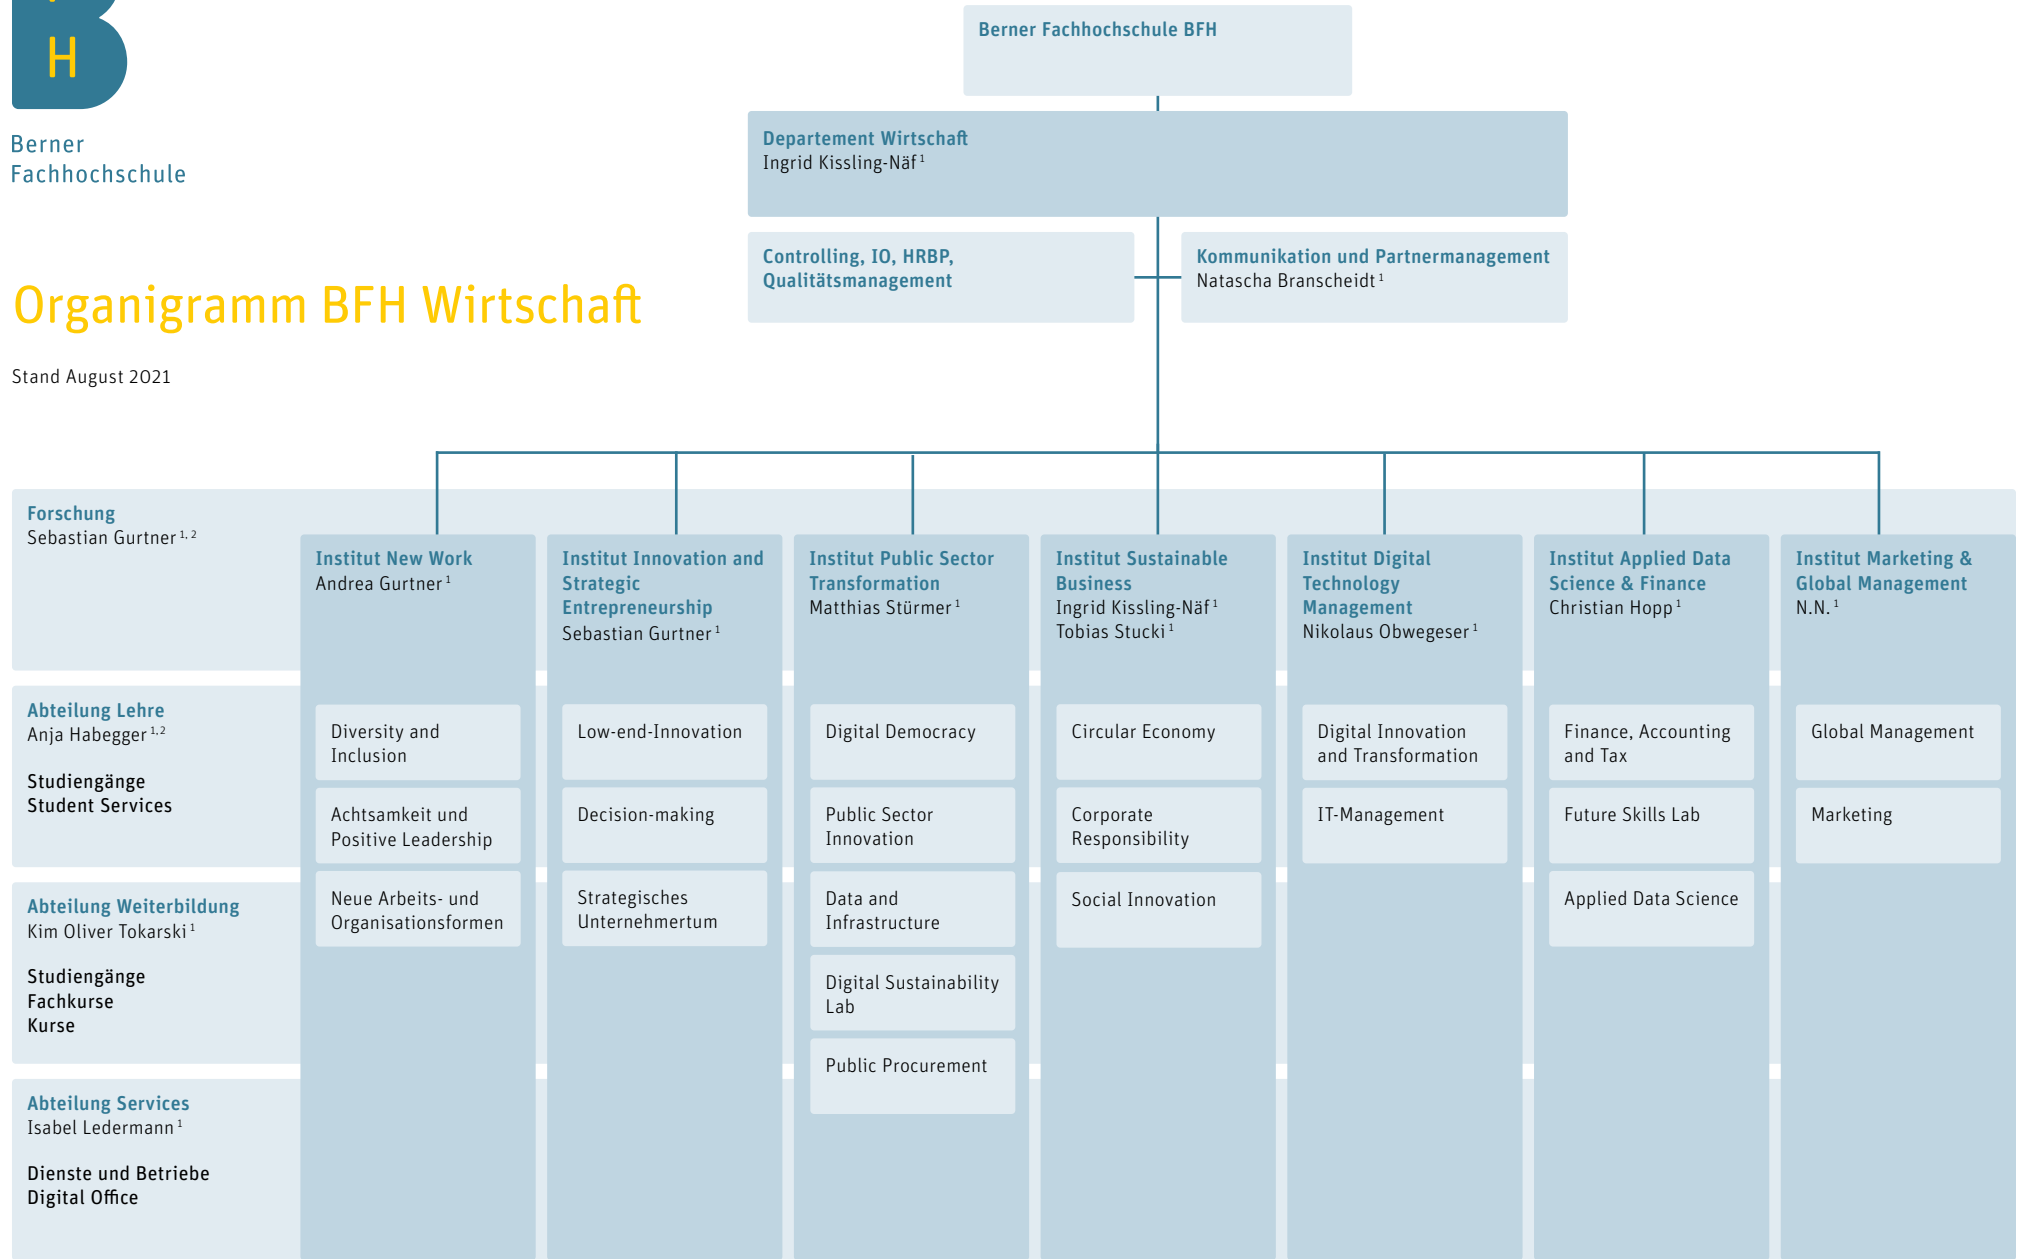 H
Berner
Fachhochschule
Organigramm BFH Wirtschaft
Stand August 2021
Berner Fachhochschule BFH
Departement Wirtschaft
Ingrid Kissling-Näf ¹
Controlling, IO, HRBP,
Qualitätsmanagement
Kommunikation und Partnermanagement
Natascha Branscheidt ¹
Forschung
Sebastian Gurtner ¹, ²
Abteilung Lehre
Anja Habegger ¹,²
Studiengänge
Student Services
Abteilung Weiterbildung
Kim Oliver Tokarski ¹
Studiengänge
Fachkurse
Kurse
Abteilung Services
Isabel Ledermann ¹
Dienste und Betriebe
Digital Office
Institut New Work
Andrea Gurtner ¹
Diversity and
Inclusion
Achtsamkeit und
Positive Leadership
Neue Arbeits- und
Organisationsformen
Institut Innovation and
Strategic
Entrepreneurship
Sebastian Gurtner ¹
Low-end-Innovation
Decision-making
Strategisches
Unternehmertum
Institut Public Sector
Transformation
Matthias Stürmer ¹
Digital Democracy
Public Sector
Innovation
Data and
Infrastructure
Digital Sustainability
Lab
Public Procurement
Institut Sustainable
Business
Ingrid Kissling-Näf ¹
Tobias Stucki ¹
Circular Economy
Corporate
Responsibility
Social Innovation
Institut Digital
Technology
Management
Nikolaus Obwegeser ¹
Digital Innovation
and Transformation
IT-Management
Institut Applied Data
Science & Finance
Christian Hopp ¹
Finance, Accounting
and Tax
Future Skills Lab
Applied Data Science
Institut Marketing &
Global Management
N.N. ¹
Global Management
Marketing